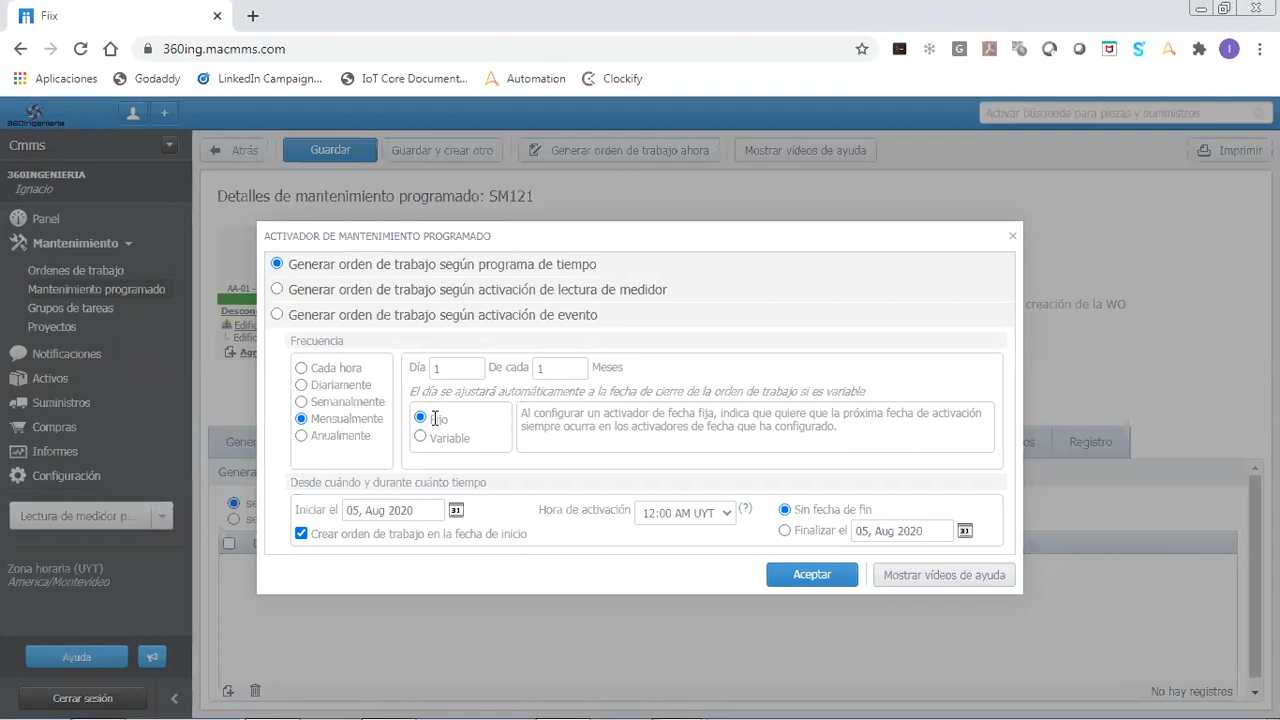 Fiix
360ing.macmms.com
Aplicaciones
Godaddy
LinkedIn Campaign...
IoT Core Document...
Automation
Clockify
360ingenieria
Activar búsqueda para piezas y suministros
Cmms
Atrás
Guardar
Guardar y crear otro
Generar orden de trabajo ahora
Mostrar vídeos de ayuda
Imprimir
360INGENIERIA
Ignacio
Detalles de mantenimiento programado: SM121
Panel
Mantenimiento
Ordenes de trabajo
Mantenimiento programado
Grupos de tareas
Proyectos
Notificaciones
Activos
Suministros
Compras
Informes
Configuración
Lectura de medidor p...
Zona horaria (UYT)
America/Montevideo
Ayuda
Cerrar sesión
AA-01 -
Descon
Edific
Edific
creación de la WO
Registro
No hay registros
ACTIVADOR DE MANTENIMIENTO PROGRAMADO
Generar orden de trabajo según programa de tiempo
Generar orden de trabajo según activación de lectura de medidor
Generar orden de trabajo según activación de evento
Frecuencia
Cada hora
Diariamente
Semanalmente
Mensualmente
Anualmente
Día 1 De cada 1 Meses
El día se ajustará automáticamente a la fecha de cierre de la orden de trabajo si es variable
Fijo
Variable
Al configurar un activador de fecha fija, indica que quiere que la próxima fecha de activación
siempre ocurra en los activadores de fecha que ha configurado.
Desde cuándo y durante cuánto tiempo
Iniciar el 05, Aug 2020
Hora de activación 12:00 AM UYT (?)
Sin fecha de fin
Finalizar el 05, Aug 2020
Crear orden de trabajo en la fecha de inicio
Aceptar
Mostrar vídeos de ayuda